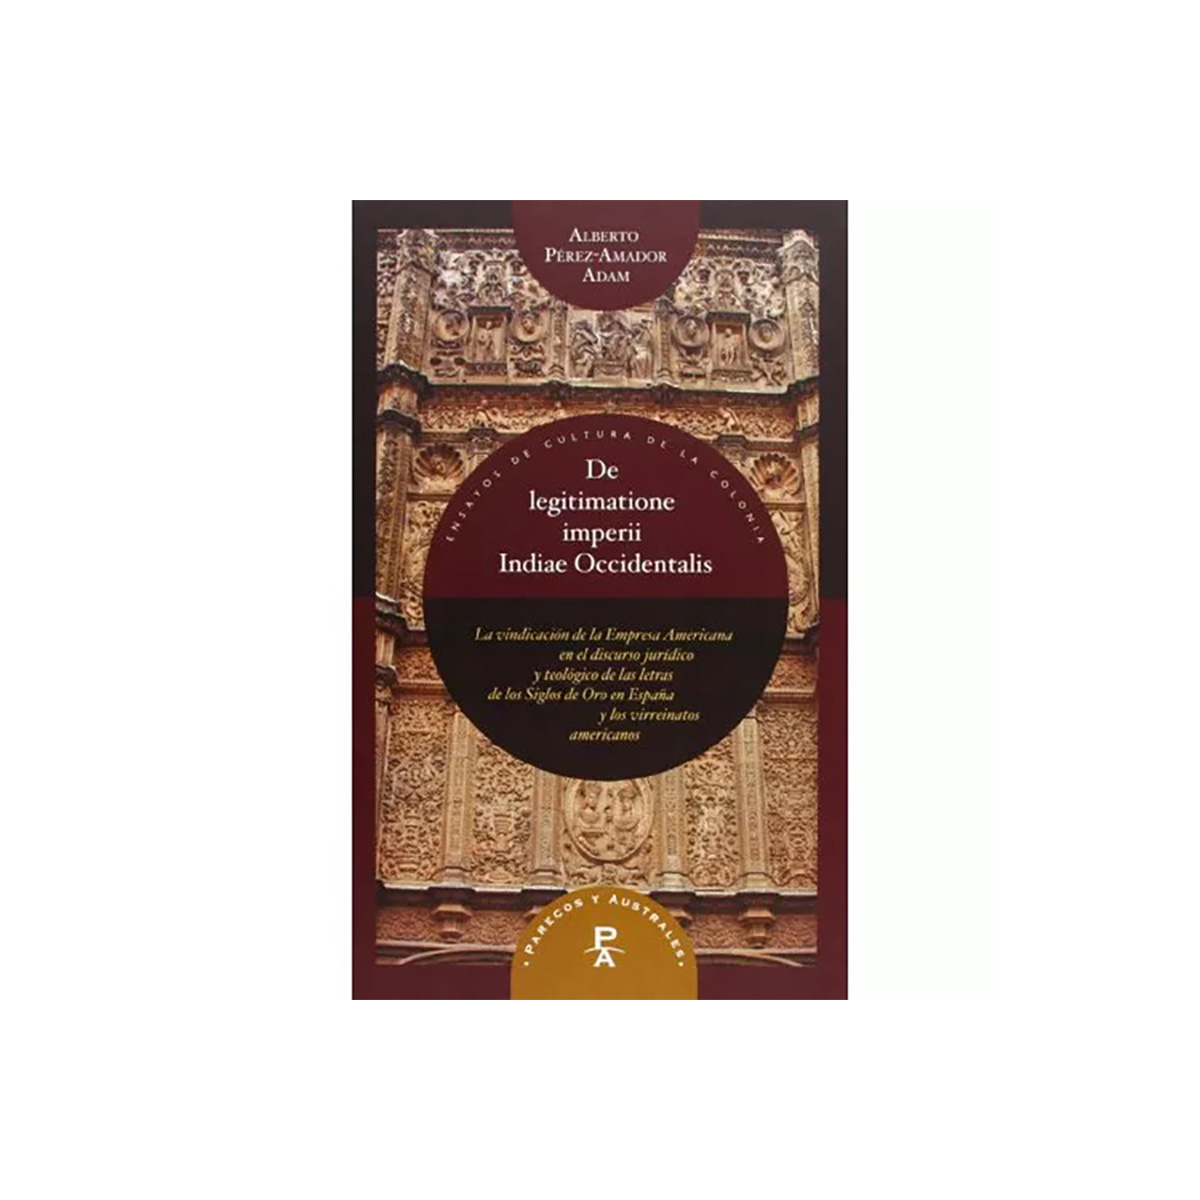 ALBERTO
PÉREZ-AMADOR
ADAM
ENSAYOS DE CULTURA DE LA COLONIA
De
legitimatione
imperii
Indiae Occidentalis
La vindicación de la Empresa Americana
en el discurso jurídico
y teológico de las letras
de los Siglos de Oro en España
y los virreinatos
americanos
• PARECOS Y AUSTRALES •
PA